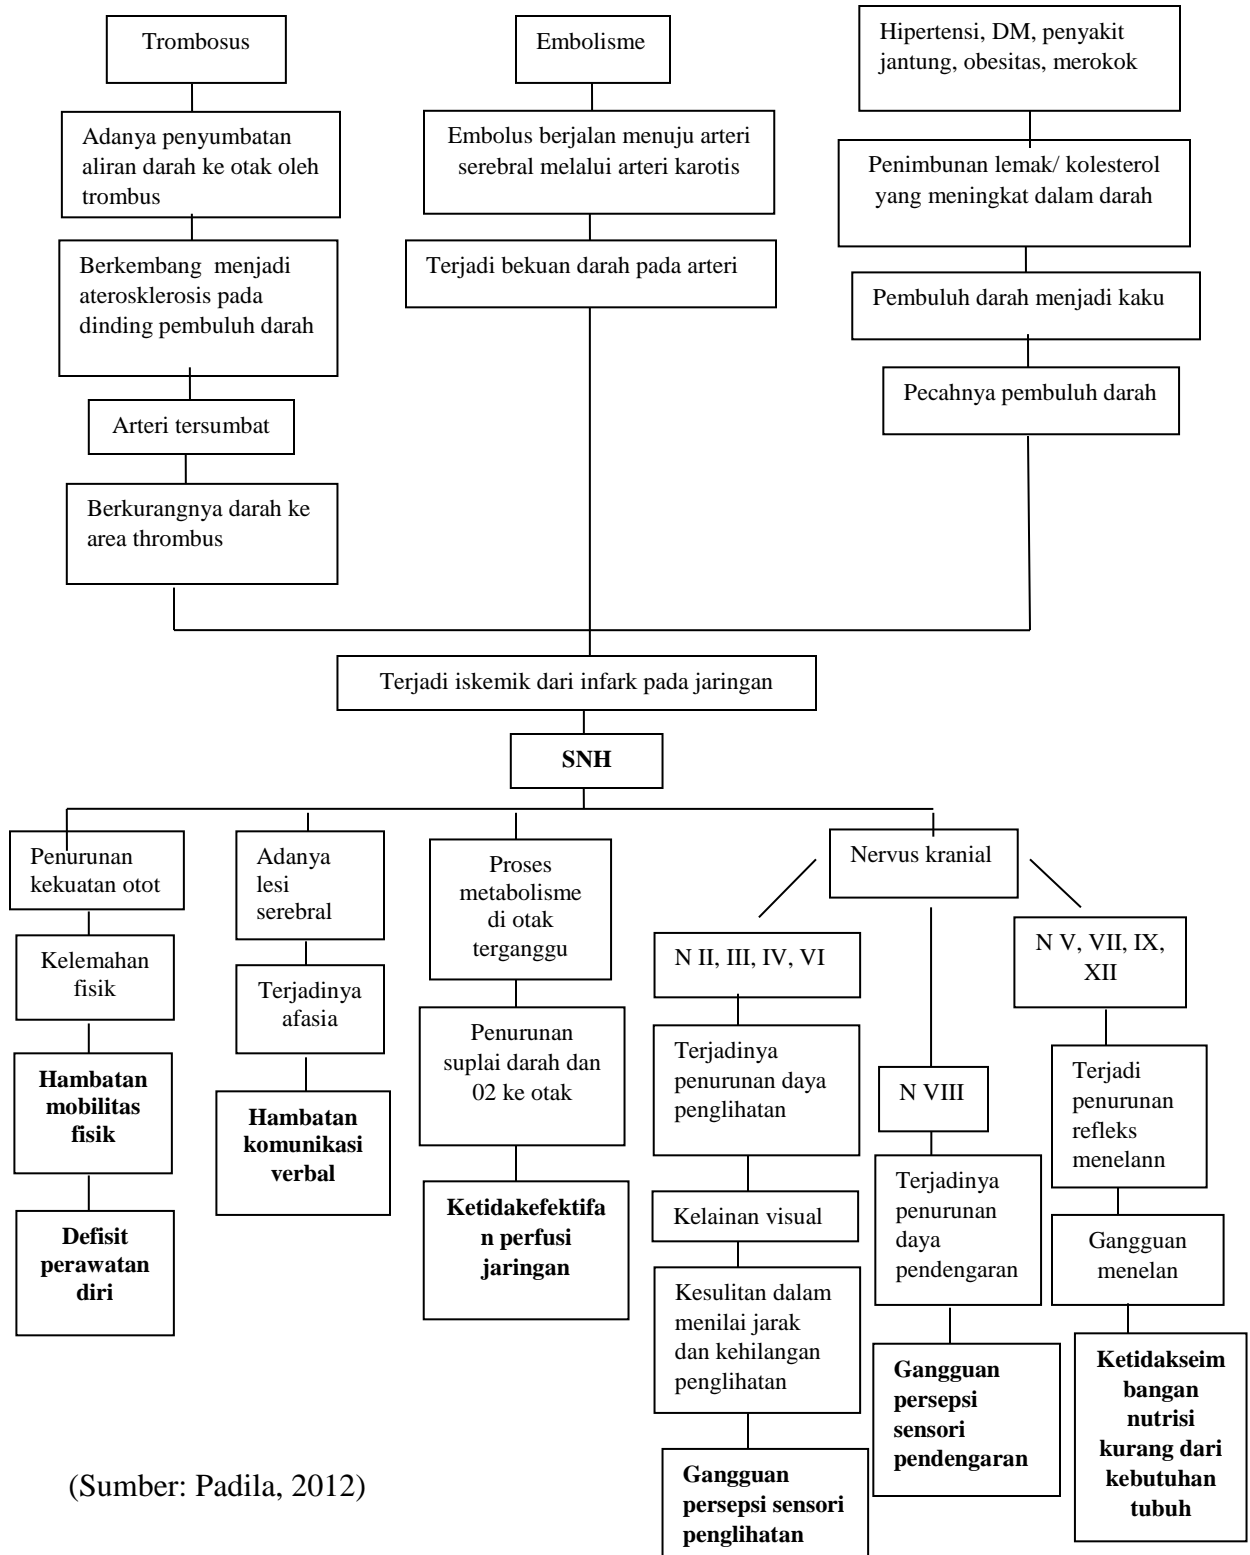 Trombosus
Embolisme
Hipertensi, DM, penyakit
jantung, obesitas, merokok
Adanya penyumbatan
aliran darah ke otak oleh
trombus
Embolus berjalan menuju arteri
serebral melalui arteri karotis
Penimbunan lemak/ kolesterol
yang meningkat dalam darah
Berkembang menjadi
aterosklerosis pada
dinding pembuluh darah
Terjadi bekuan darah pada arteri
Pembuluh darah menjadi kaku
Arteri tersumbat
Pecahnya pembuluh darah
Berkurangnya darah ke
area thrombus
Terjadi iskemik dari infark pada jaringan
SNH
Penurunan
kekuatan otot
Adanya
lesi
serebral
Proses
metabolisme
di otak
terganggu
Nervus kranial
Kelemahan
fisik
Terjadinya
afasia
N II, III, IV, VI
N V, VII, IX,
XII
Hambatan
mobilitas
fisik
Hambatan
komunikasi
verbal
Penurunan
suplai darah dan
02 ke otak
Terjadinya
penurunan daya
penglihatan
N VIII
Terjadi
penurunan
refleks
menelann
Defisit
perawatan
diri
Ketidakefektifa
n perfusi
jaringan
Kelainan visual
Terjadinya
penurunan
daya
pendengaran
Gangguan
menelan
Kesulitan dalam
menilai jarak
dan kehilangan
penglihatan
Gangguan
persepsi
sensori
pendengaran
Ketidakseim
bangan
nutrisi
kurang dari
kebutuhan
tubuh
Gangguan
persepsi sensori
penglihatan
(Sumber: Padila, 2012)